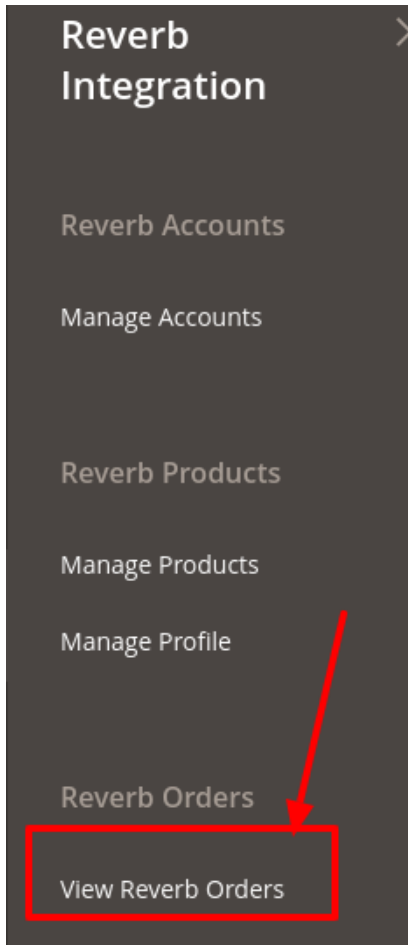 Reverb
Integration
Reverb Accounts
Manage Accounts
Reverb Products
Manage Products
Manage Profile
Reverb Orders
View Reverb Orders